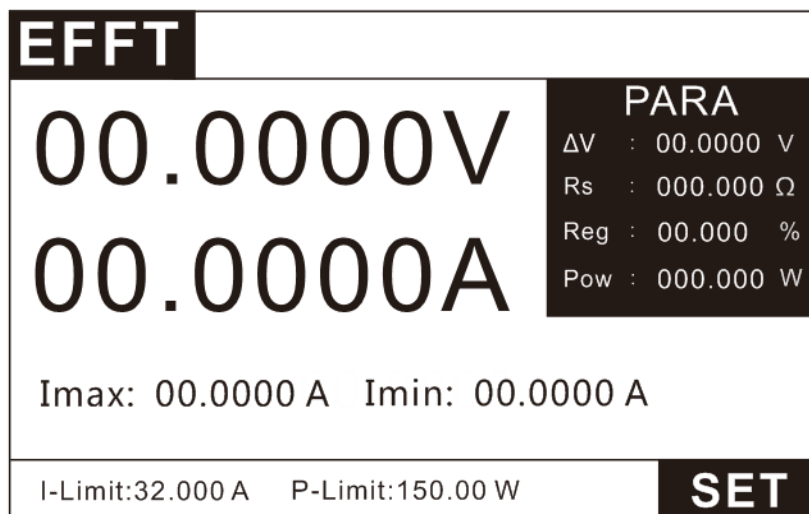 EFFT
00.0000V
00.0000A
PARA
ΔV : 00.0000 V
Rs : 000.000 Ω
Reg : 00.000 %
Pow : 000.000 W
Imax: 00.0000 A Imin: 00.0000 A
I-Limit:32.000 A P-Limit:150.00 W
SET